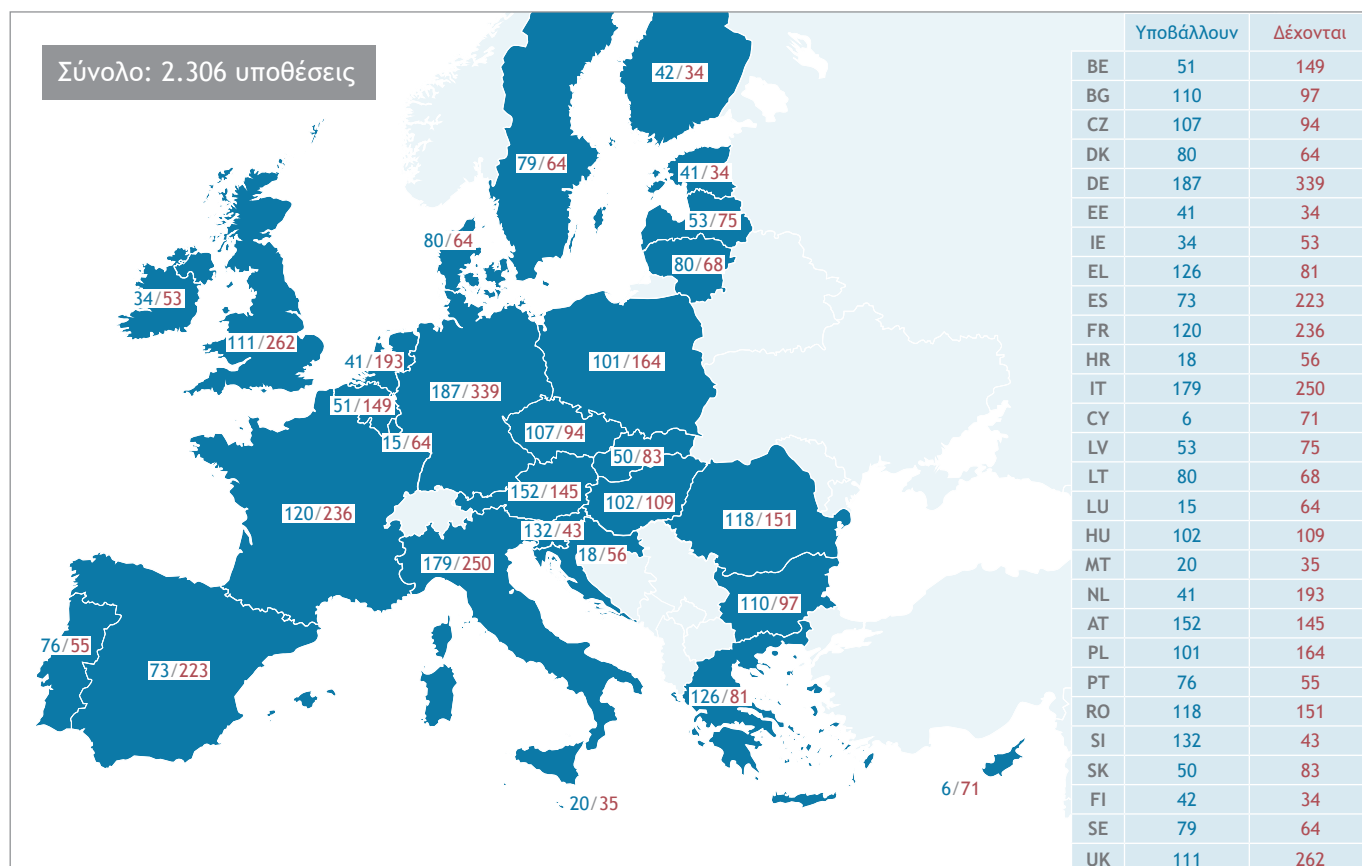 Σύνολο: 2.306 υποθέσεις
42/34
79/64
41/34
53/75
80/64
80/68
34/53
111/262
41/193
101/164
187/339
51/149
107/94
15/64
50/83
152/145
102/109
120/236
118/151
132/43
18/56
179/250
110/97
76/55
73/223
126/81
6/71
20/35
Υποβάλλουν Δέχονται
BE 51 149
BG 110 97
CZ 107 94
DK 80 64
DE 187 339
EE 41 34
IE 34 53
EL 126 81
ES 73 223
FR 120 236
HR 18 56
IT 179 250
CY 6 71
LV 53 75
LT 80 68
LU 15 64
HU 102 109
MT 20 35
NL 41 193
AT 152 145
PL 101 164
PT 76 55
RO 118 151
SI 132 43
SK 50 83
FI 42 34
SE 79 64
UK 111 262